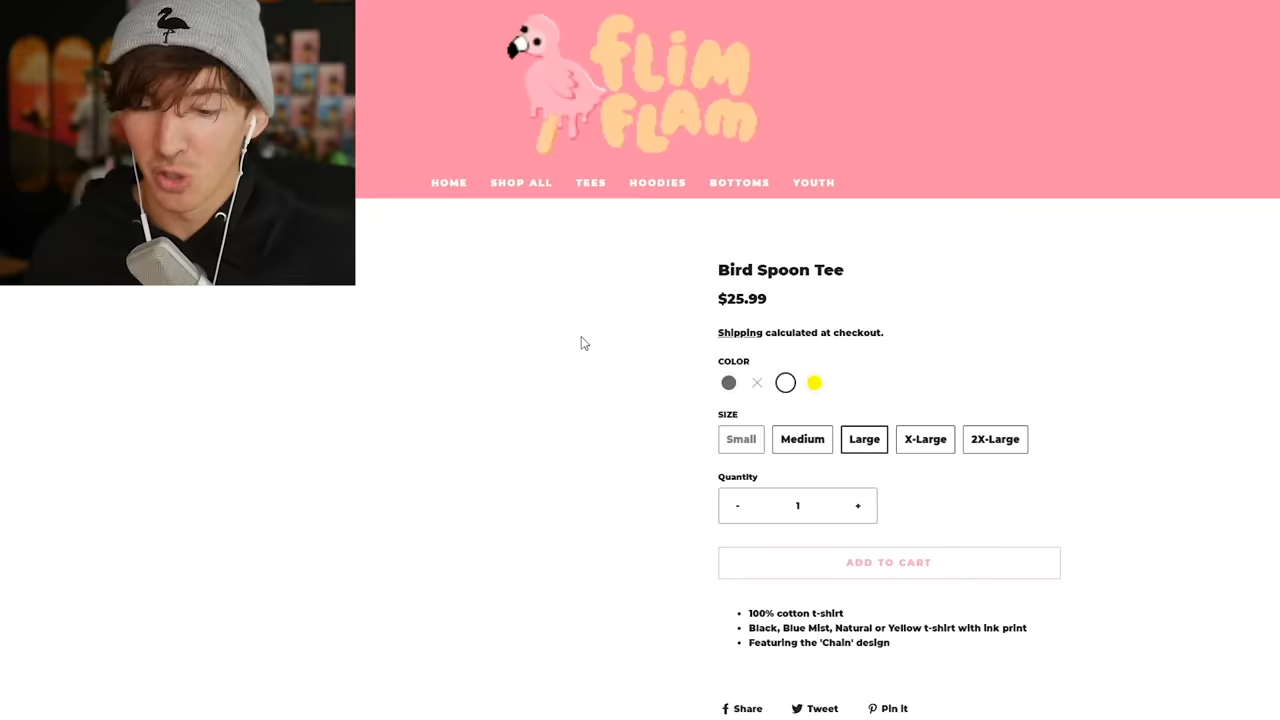 FLiM
FLAM
HOME SHOP ALL TEES HOODIES BOTTOMS YOUTH
Bird Spoon Tee
$25.99
Shipping calculated at checkout.
COLOR
SIZE
Small Medium Large X-Large 2X-Large
Quantity
- 1 +
ADD TO CART
• 100% cotton t-shirt
• Black, Blue Mist, Natural or Yellow t-shirt with ink print
• Featuring the 'Chain' design
Share Tweet Pin it